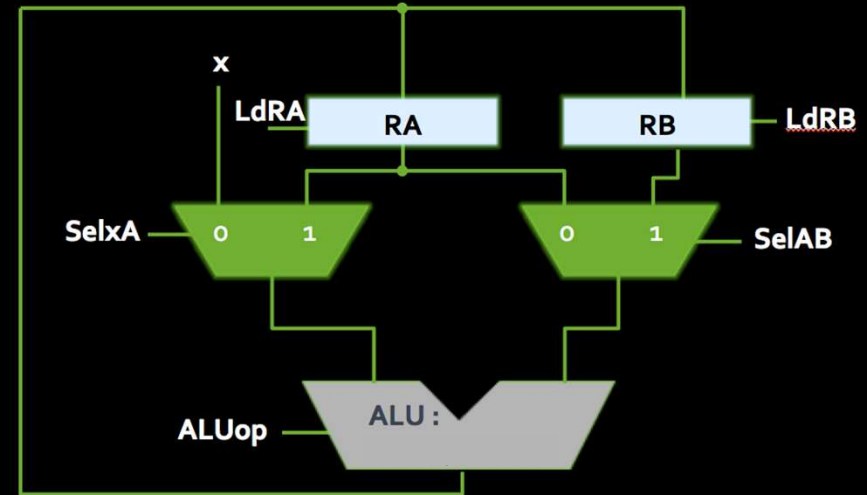 x
LdRA
RA
RB
LdRB
SelxA
0 1
0 1
SelAB
ALU :
ALUop